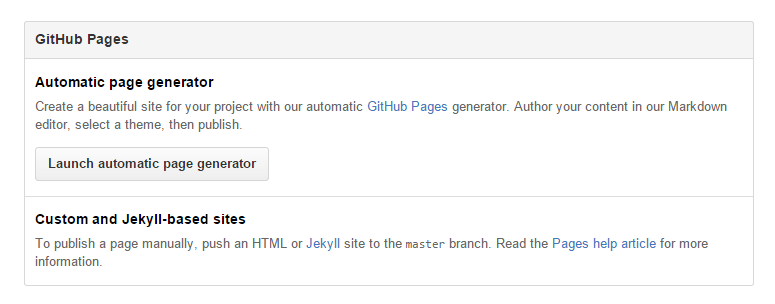 GitHub Pages
Automatic page generator
Create a beautiful site for your project with our automatic GitHub Pages generator. Author your content in our Markdown
editor, select a theme, then publish.
Launch automatic page generator
Custom and Jekyll-based sites
To publish a page manually, push an HTML or Jekyll site to the master branch. Read the Pages help article for more
information.